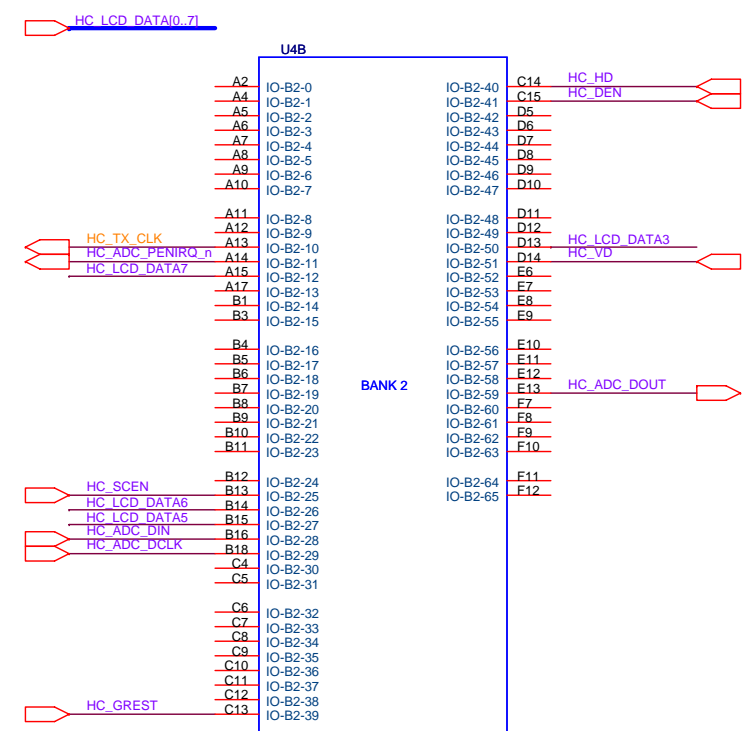 HC_LCD_DATA[0..7]
U4B
A2 IO-B2-0 IO-B2-40 C14 HC_HD
A4 IO-B2-1 IO-B2-41 C15 HC_DEN
A5 IO-B2-2 IO-B2-42 D5
A6 IO-B2-3 IO-B2-43 D6
A7 IO-B2-4 IO-B2-44 D7
A8 IO-B2-5 IO-B2-45 D8
A9 IO-B2-6 IO-B2-46 D9
A10 IO-B2-7 IO-B2-47 D10
A11 IO-B2-8 IO-B2-48 D11
A12 IO-B2-9 IO-B2-49 D12
HC_TX_CLK A13 IO-B2-10 IO-B2-50 D13 HC_LCD_DATA3
HC_ADC_PENIRQ_n A14 IO-B2-11 IO-B2-51 D14 HC_VD
HC_LCD_DATA7 A15 IO-B2-12 IO-B2-52 E6
A17 IO-B2-13 IO-B2-53 E7
B1 IO-B2-14 IO-B2-54 E8
B3 IO-B2-15 IO-B2-55 E9
B4 IO-B2-16 IO-B2-56 E10
B5 IO-B2-17 IO-B2-57 E11
B6 IO-B2-18 IO-B2-58 E12
B7 IO-B2-19 BANK 2 IO-B2-59 E13 HC_ADC_DOUT
B8 IO-B2-20 IO-B2-60 F7
B9 IO-B2-21 IO-B2-61 F8
B10 IO-B2-22 IO-B2-62 F9
B11 IO-B2-23 IO-B2-63 F10
B12 IO-B2-24 IO-B2-64 F11
HC_SCEN B13 IO-B2-25 IO-B2-65 F12
HC_LCD_DATA6 B14 IO-B2-26
HC_LCD_DATA5 B15 IO-B2-27
HC_ADC_DIN B16 IO-B2-28
HC_ADC_DCLK B18 IO-B2-29
C4 IO-B2-30
C5 IO-B2-31
C6 IO-B2-32
C7 IO-B2-33
C8 IO-B2-34
C9 IO-B2-35
C10 IO-B2-36
C11 IO-B2-37
C12 IO-B2-38
HC_GREST C13 IO-B2-39